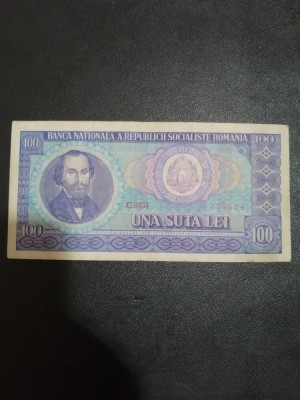 100 BANCA NATIONALA A REPUBLICII SOCIALISTE ROMANIA 100
UNA SUTA LEI
100 100